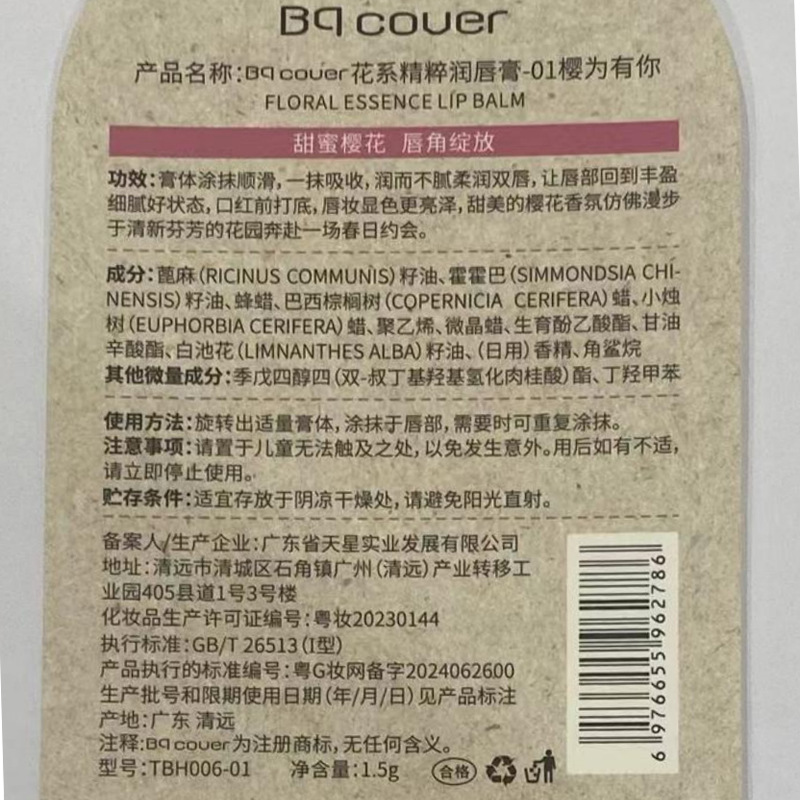 Bq cover
产品名称:Bq cover花系精粹润唇膏-01樱为有你
FLORAL ESSENCE LIP BALM
甜蜜樱花 唇角绽放
功效:膏体涂抹顺滑,一抹吸收,润而不腻柔润双唇,让唇部回到丰盈
细腻好状态,口红前打底,唇妆显色更亮泽,甜美的樱花香氛仿佛漫步
于清新芬芳的花园奔赴一场春日约会。
成分:蓖麻(RICINUS COMMUNIS)籽油、霍霍巴(SIMMONDSIA CHI-
NENSIS)籽油、蜂蜡、巴西棕榈树(COPERNICIA CERIFERA)蜡、小烛
树(EUPHORBIA CERIFERA)蜡、聚乙烯、微晶蜡、生育酚乙酸酯、甘油
辛酸酯、白池花(LIMNANTHES ALBA)籽油、(日用)香精、角鲨烷
其他微量成分:季戊四醇四(双-叔丁基羟基氢化肉桂酸)酯、丁羟甲苯
使用方法:旋转出适量膏体,涂抹于唇部,需要时可重复涂抹。
注意事项:请置于儿童无法触及之处,以免发生意外。用后如有不适,
请立即停止使用。
贮存条件:适宜存放于阴凉干燥处,请避免阳光直射。
备案人/生产企业:广东省天星实业发展有限公司
地址:清远市清城区石角镇广州(清远)产业转移工
业园405县道1号3号楼
化妆品生产许可证编号:粤妆20230144
执行标准:GB/T 26513(I型)
产品执行的标准编号:粤G妆网备字2024062600
生产批号和限期使用日期(年/月/日)见产品标注
产地:广东 清远
注释:Bq cover为注册商标,无任何含义。
型号:TBH006-01 净含量:1.5g 合格
6 976655 962786